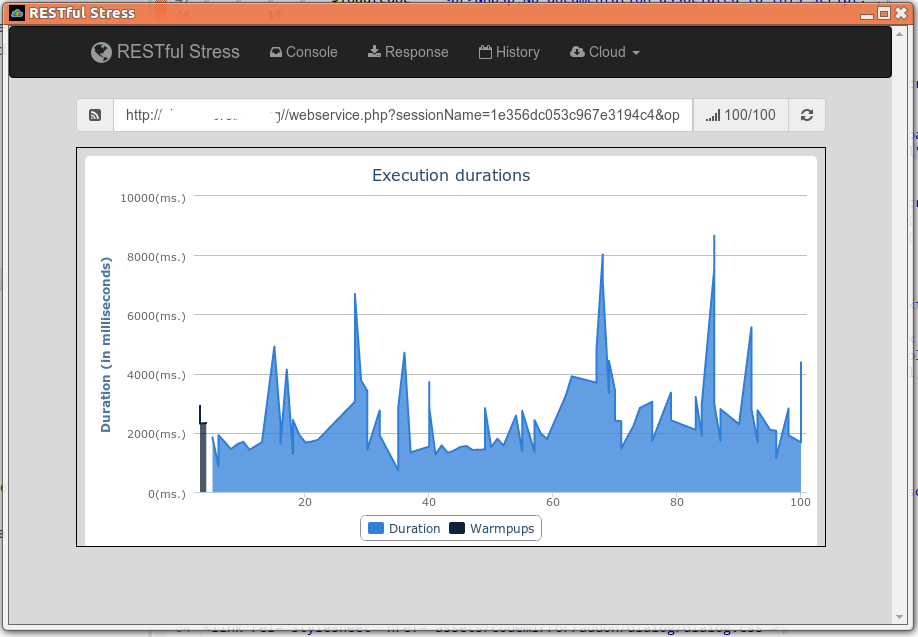 RESTful Stress
RESTful Stress Console Response History Cloud
http:// //webservice.php?sessionName=1e356dc053c967e3194c4&op 100/100
Execution durations
10000(ms.)
8000(ms.)
6000(ms.)
4000(ms.)
2000(ms.)
0(ms.)
Duration (in milliseconds)
20 40 60 80 100
Duration Warmpups